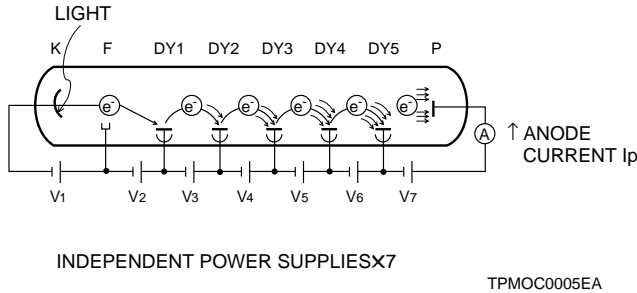 LIGHT
K F DY1 DY2 DY3 DY4 DY5 P
e- e- e- e- e- e-
A
↑ ANODE
CURRENT Ip
V1 V2 V3 V4 V5 V6 V7
INDEPENDENT POWER SUPPLIES×7
TPMOC0005EA